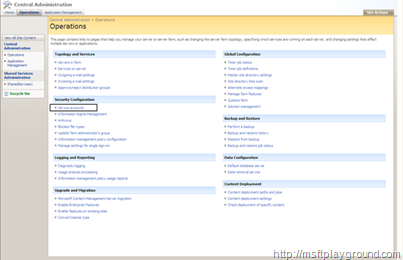 Central Administration
Home
Operations
Application Management
Site Actions
Central Administration > Operations
Operations
This page contains links to pages that help you manage your server or server farm, such as changing the server farm topology, specifying which services are running on each server, and changing settings that affect multiple servers or applications.
View All Site Content
Central Administration
Operations
Application Management
Shared Services Administration
SharedServices1
Recycle Bin
Topology and Services
Servers in farm
Services on server
Outgoing e-mail settings
Incoming e-mail settings
Approve/reject distribution groups
Security Configuration
Service accounts
Information Rights Management
Antivirus
Blocked file types
Update farm administrator's group
Information management policy configuration
Manage settings for single sign-on
Logging and Reporting
Diagnostic logging
Usage analysis processing
Information management policy usage reports
Upgrade and Migration
Microsoft Content Management Server migration
Enable Enterprise Features
Enable features on existing sites
Convert license type
Global Configuration
Timer job status
Timer job definitions
Master site directory settings
Site directory links scan
Alternate access mappings
Manage farm features
Quiesce farm
Solution management
Backup and Restore
Perform a backup
Backup and restore history
Restore from backup
Backup and restore job status
Data Configuration
Default database server
Data retrieval service
Content Deployment
Content deployment paths and jobs
Content deployment settings
Check deployment of specific content
http://msftplayground.com